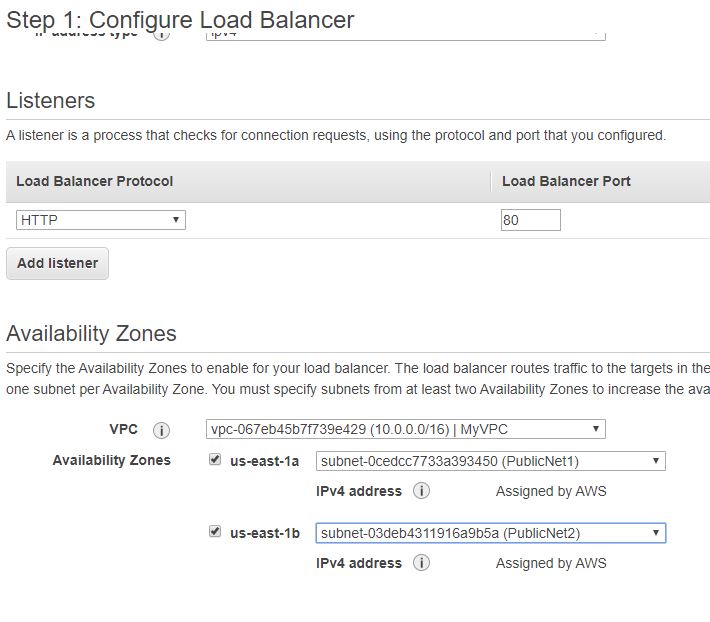 Step 1: Configure Load Balancer
IP address type
ipv4
Listeners
A listener is a process that checks for connection requests, using the protocol and port that you configured.
Load Balancer Protocol Load Balancer Port
HTTP 80
Add listener
Availability Zones
Specify the Availability Zones to enable for your load balancer. The load balancer routes traffic to the targets in the
one subnet per Availability Zone. You must specify subnets from at least two Availability Zones to increase the ava
VPC i vpc-067eb45b7f739e429 (10.0.0.0/16) | MyVPC
Availability Zones us-east-1a subnet-0cedcc7733a393450 (PublicNet1)
IPv4 address i Assigned by AWS
us-east-1b subnet-03deb4311916a9b5a (PublicNet2)
IPv4 address i Assigned by AWS